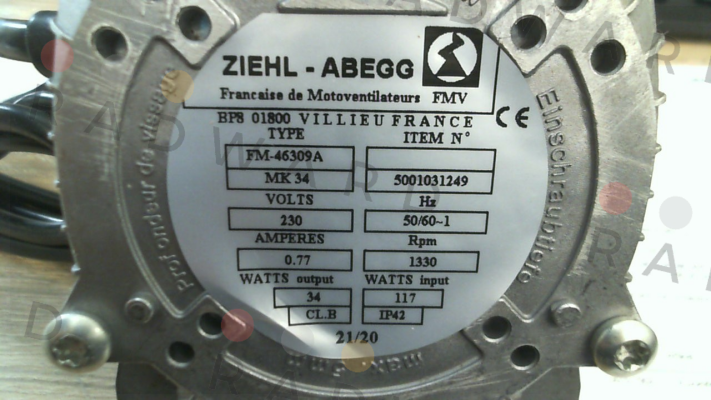 ZIEHL - ABEGG
Francaise de Motoventilateurs FMV
BP8 01800 VILLIEU FRANCE
TYPE ITEM N°
FM-46309A
MK 34 5001031249
VOLTS Hz
230 50/60~1
AMPERES Rpm
0.77 1330
WATTS output WATTS input
34 117
CL.B IP42
21/20
Profondeur de vissage
Einschraubtiefe
max. 5mm